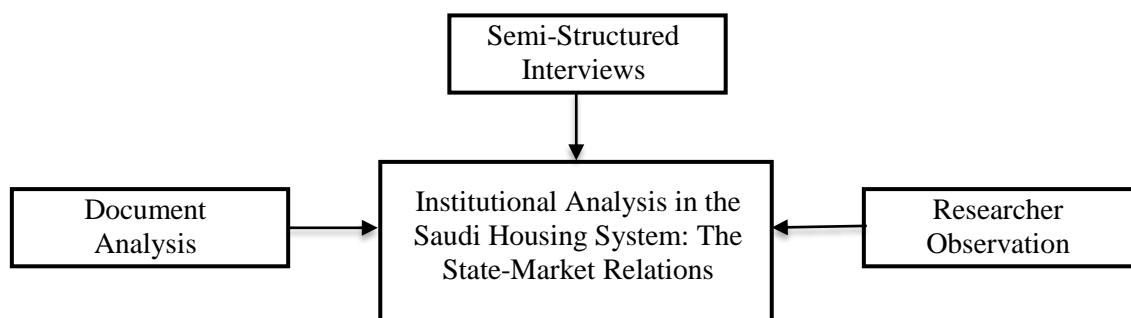 Semi-Structured
Interviews
Document
Analysis
Institutional Analysis in the
Saudi Housing System: The
State-Market Relations
Researcher
Observation